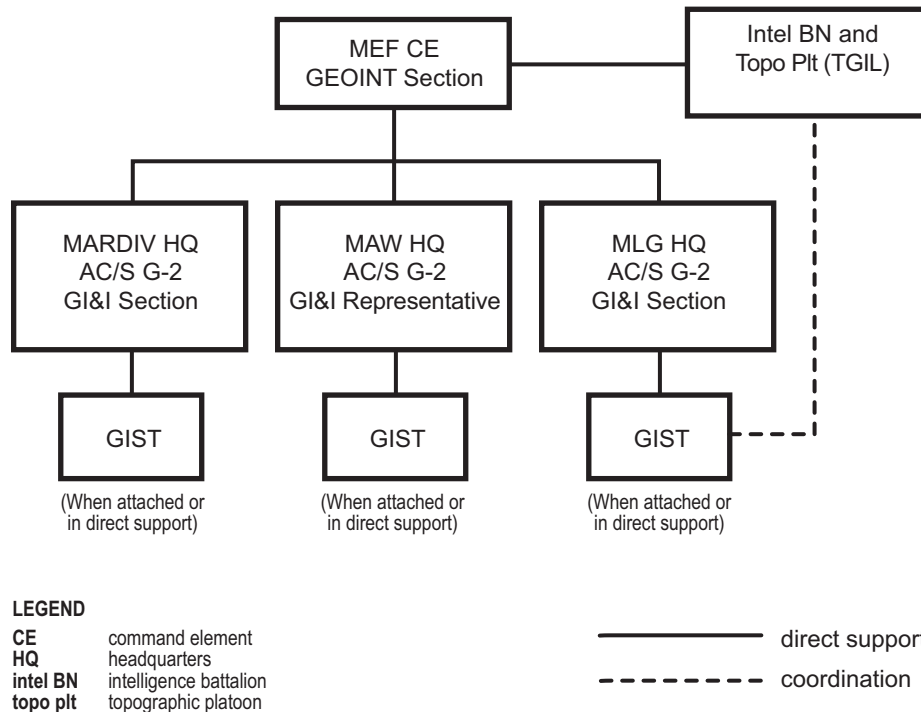 MEF CE
GEOINT Section
Intel BN and
Topo Plt (TGIL)
MARDIV HQ
AC/S G-2
GI&I Section
MAW HQ
AC/S G-2
GI&I Representative
MLG HQ
AC/S G-2
GI&I Section
GIST
(When attached or
in direct support)
GIST
(When attached or
in direct support)
GIST
(When attached or
in direct support)
LEGEND
CE command element
HQ headquarters
intel BN intelligence battalion
topo plt topographic platoon
direct support
coordination